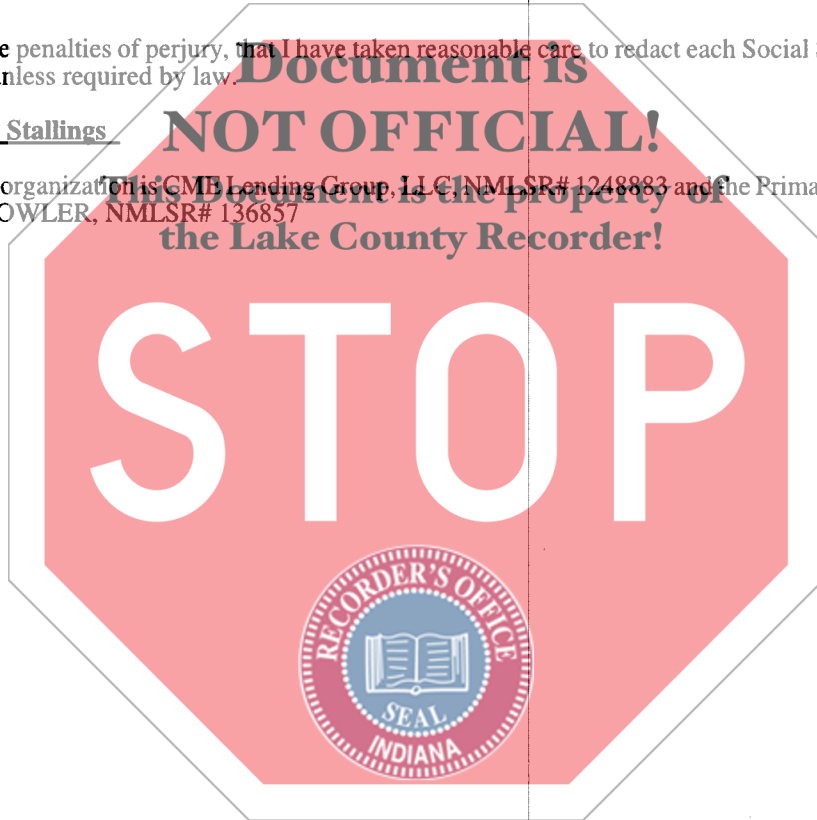 e penalties of perjury, that I have taken reasonable care to redact each Social
nless required by law.
Document is
Stallings
NOT OFFICIAL!
organization is CME Lending Group, LLC, NMLSR# 1248883 and the Prima
This Document is the property of
OWLER, NMLSR# 136857
the Lake County Recorder!
STOP
RECORDER'S OFFICE
SEAL
INDIANA